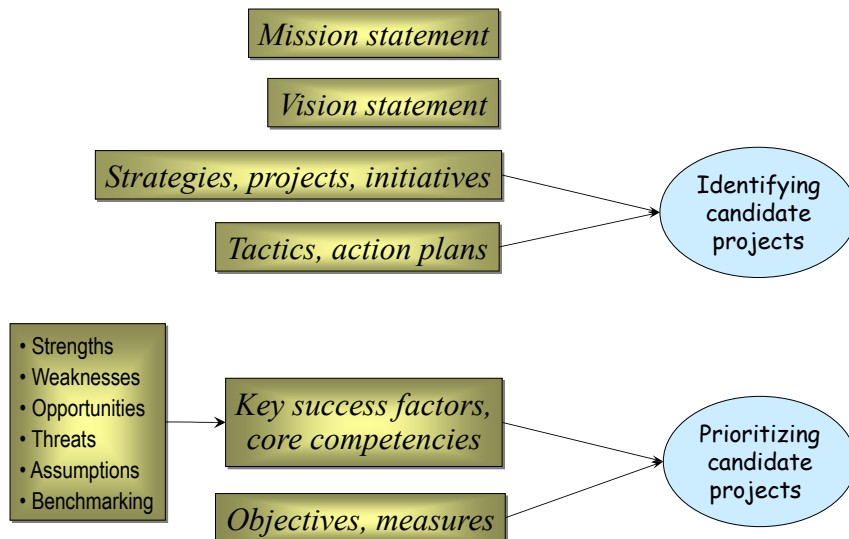 Mission statement
Vision statement
Strategies, projects, initiatives
Tactics, action plans
Identifying
candidate
projects
• Strengths
• Weaknesses
• Opportunities
• Threats
• Assumptions
• Benchmarking
Key success factors,
core competencies
Objectives, measures
Prioritizing
candidate
projects